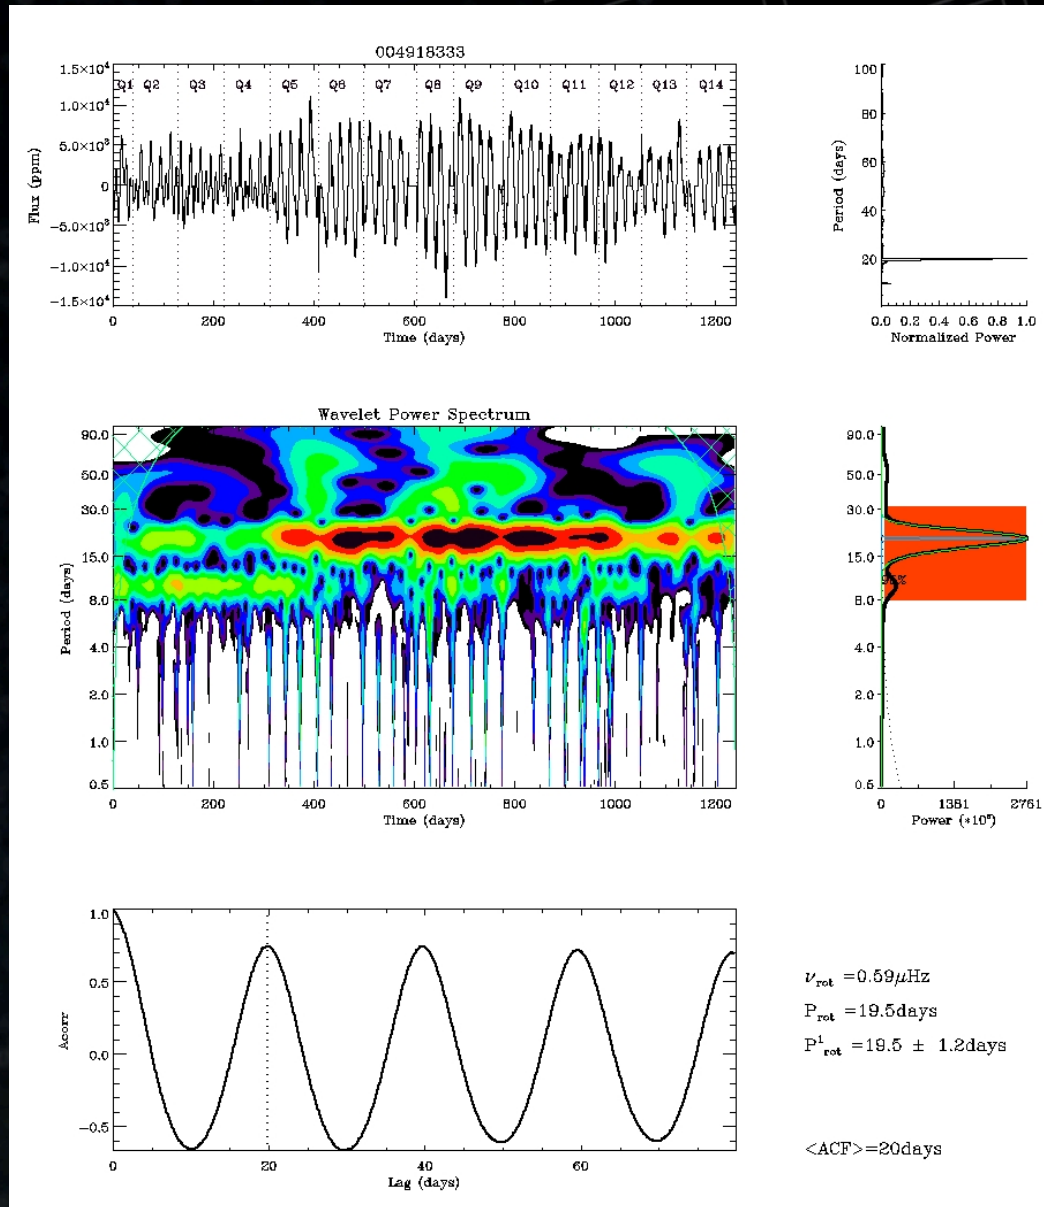 004918333
1.5×10⁴
1.0×10⁴
5.0×10³
0
−5.0×10³
−1.0×10⁴
−1.5×10⁴
Flux (ppm)
Q1 Q2 Q3 Q4 Q5 Q6 Q7 Q8 Q9 Q10 Q11 Q12 Q13 Q14
0 200 400 600 800 1000 1200
Time (days)
100
80
60
40
20
Period (days)
0.0 0.2 0.4 0.6 0.8 1.0
Normalized Power
Wavelet Power Spectrum
90.0
50.0
30.0
15.0
8.0
4.0
2.0
1.0
0.5
Period (days)
0 200 400 600 800 1000 1200
Time (days)
90.0
50.0
30.0
15.0
8.0
4.0
2.0
1.0
0.5
0 1381 2761
1.0
0.5
0.0
−0.5
Acorr
0 20 40 60
Lag (days)
ν_rot =0.59μHz
P_rot =19.5days
P¹_rot =19.5 ± 1.2days
<ACF>=20days